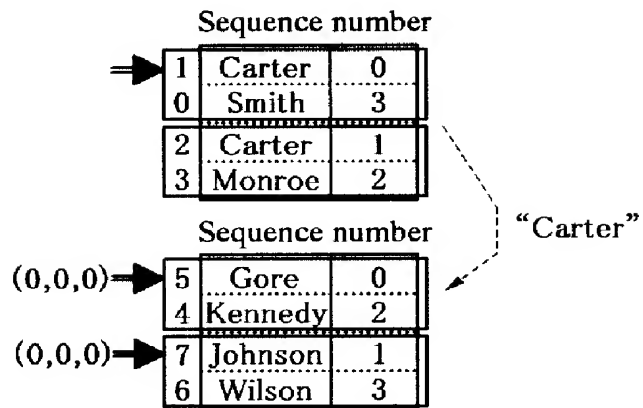 Sequence number
1 Carter 0
0 Smith 3
2 Carter 1
3 Monroe 2
"Carter"
Sequence number
(0,0,0) 5 Gore 0
4 Kennedy 2
(0,0,0) 7 Johnson 1
6 Wilson 3